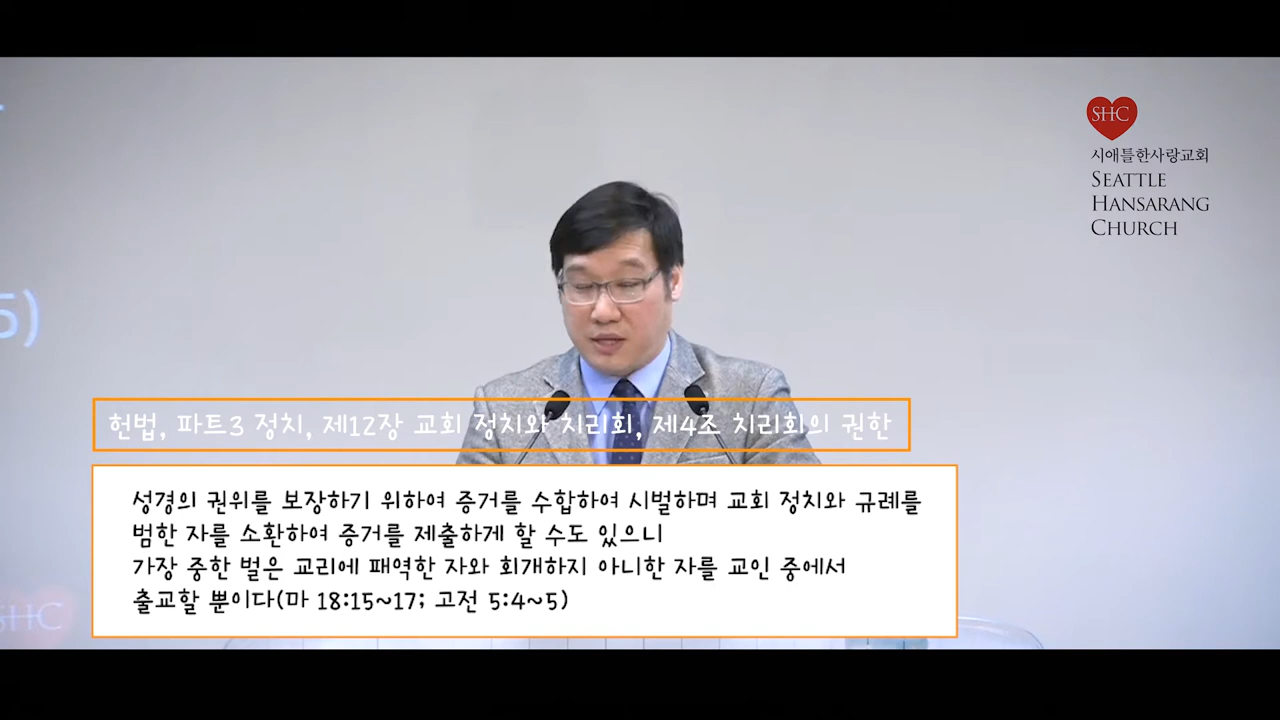 SHC
시애틀한사랑교회
SEATTLE
HANSARANG
CHURCH
5)
헌법, 파트3 정치, 제12장 교회 정치와 치리회, 제4조 치리회의 권한
성경의 권위를 보장하기 위하여 증거를 수합하여 시벌하며 교회 정치와 규례를
범한 자를 소환하여 증거를 제출하게 할 수도 있으니
가장 중한 벌은 교리에 패역한 자와 회개하지 아니한 자를 교인 중에서
출교할 뿐이다(마 18:15~17; 고전 5:4~5)
SHC